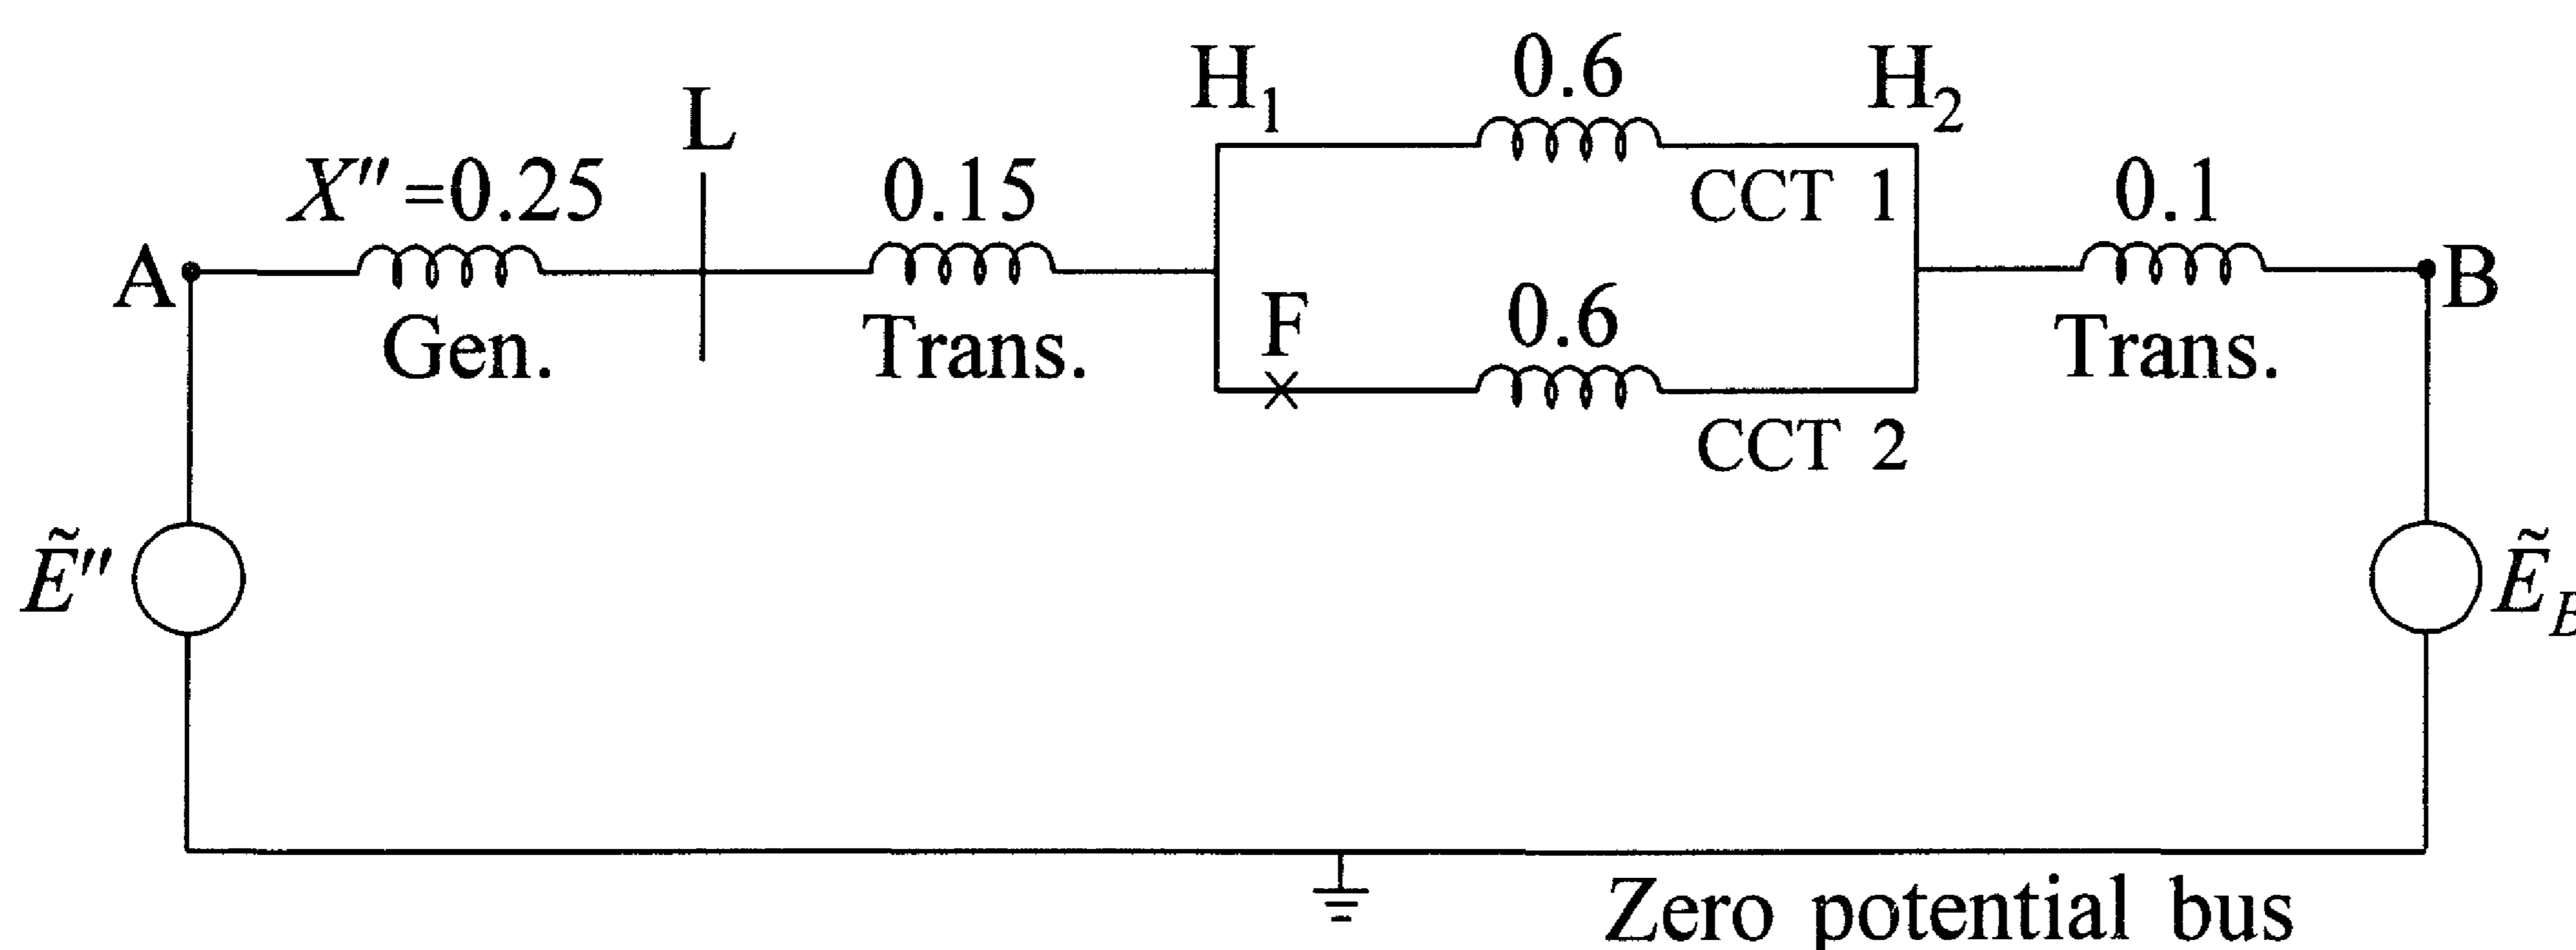 H₁
0.6
H₂
L
X″=0.25
0.15
CCT 1
0.1
A
Gen.
Trans.
F
0.6
B
Trans.
CCT 2
Ẽ″
Ẽ_B
Zero potential bus